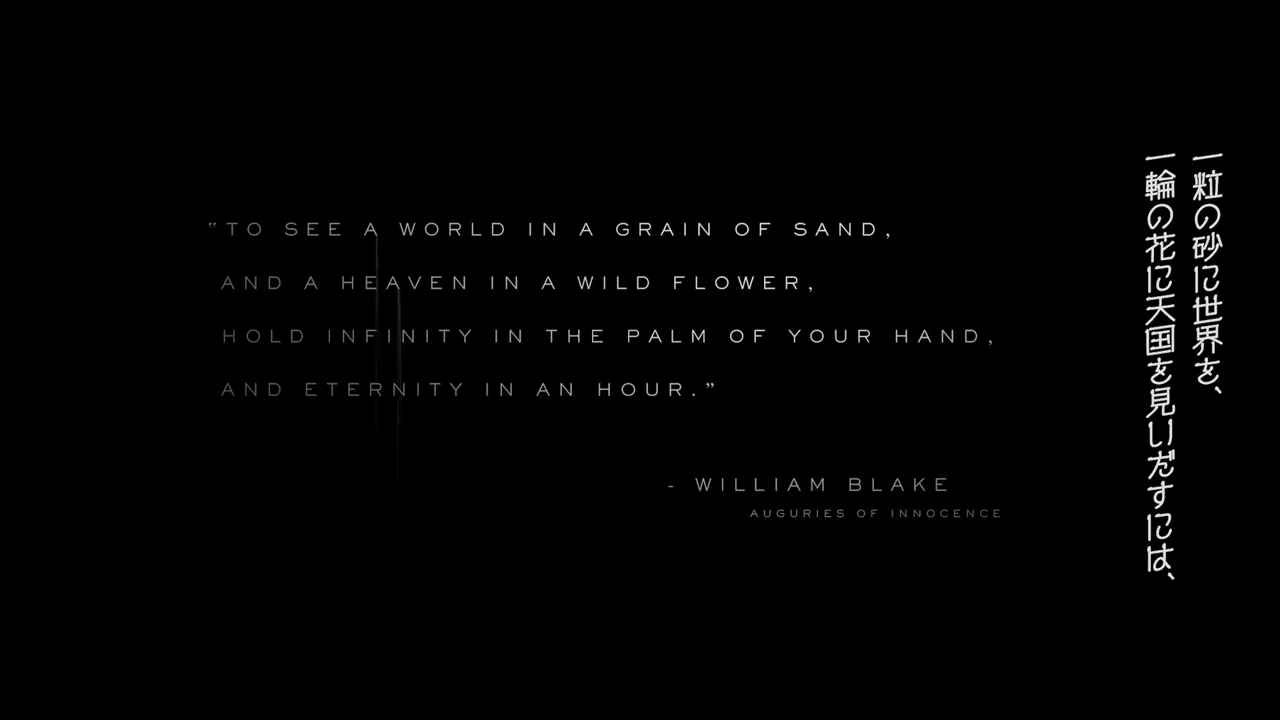 “TO SEE A WORLD IN A GRAIN OF SAND,
AND A HEAVEN IN A WILD FLOWER,
HOLD INFINITY IN THE PALM OF YOUR HAND,
AND ETERNITY IN AN HOUR.”
- WILLIAM BLAKE
AUGURIES OF INNOCENCE
一粒の砂に世界を、
一輪の花に天国を見いだすには、